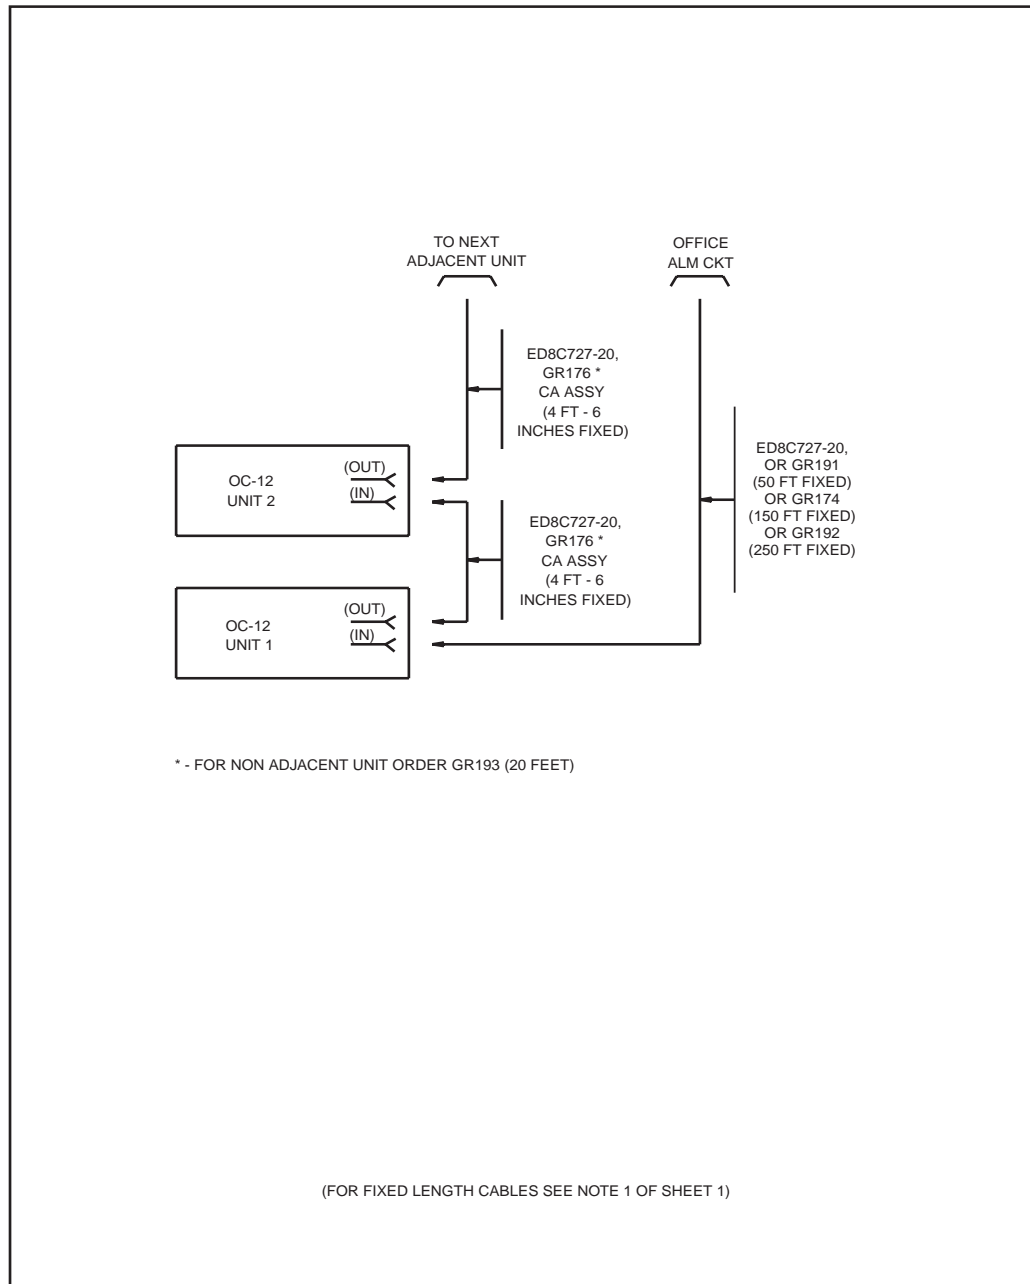 TO NEXT
ADJACENT UNIT
OFFICE
ALM CKT
ED8C727-20,
GR176 *
CA ASSY
(4 FT - 6
INCHES FIXED)
ED8C727-20,
OR GR191
(50 FT FIXED)
OR GR174
(150 FT FIXED)
OR GR192
(250 FT FIXED)
OC-12
UNIT 2
(OUT)
(IN)
ED8C727-20,
GR176 *
CA ASSY
(4 FT - 6
INCHES FIXED)
OC-12
UNIT 1
(OUT)
(IN)
* - FOR NON ADJACENT UNIT ORDER GR193 (20 FEET)
(FOR FIXED LENGTH CABLES SEE NOTE 1 OF SHEET 1)